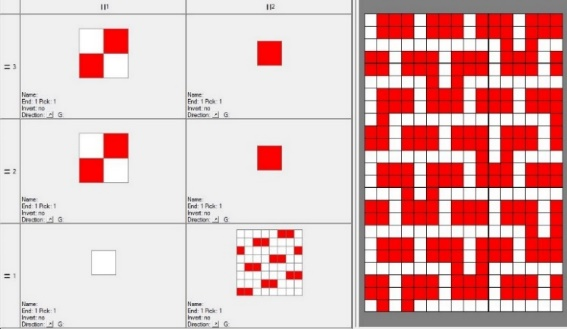 II1
II2
= 3
Name:
End: 1 Pick: 1
Invert: no
Direction: G:
Name:
End: 1 Pick: 1
Invert: no
Direction: G:
= 2
Name:
End: 1 Pick: 1
Invert: no
Direction: G:
Name:
End: 1 Pick: 1
Invert: no
Direction: G:
= 1
Name:
End: 1 Pick: 1
Invert: no
Direction: G:
Name:
End: 1 Pick: 1
Invert: no
Direction: G: